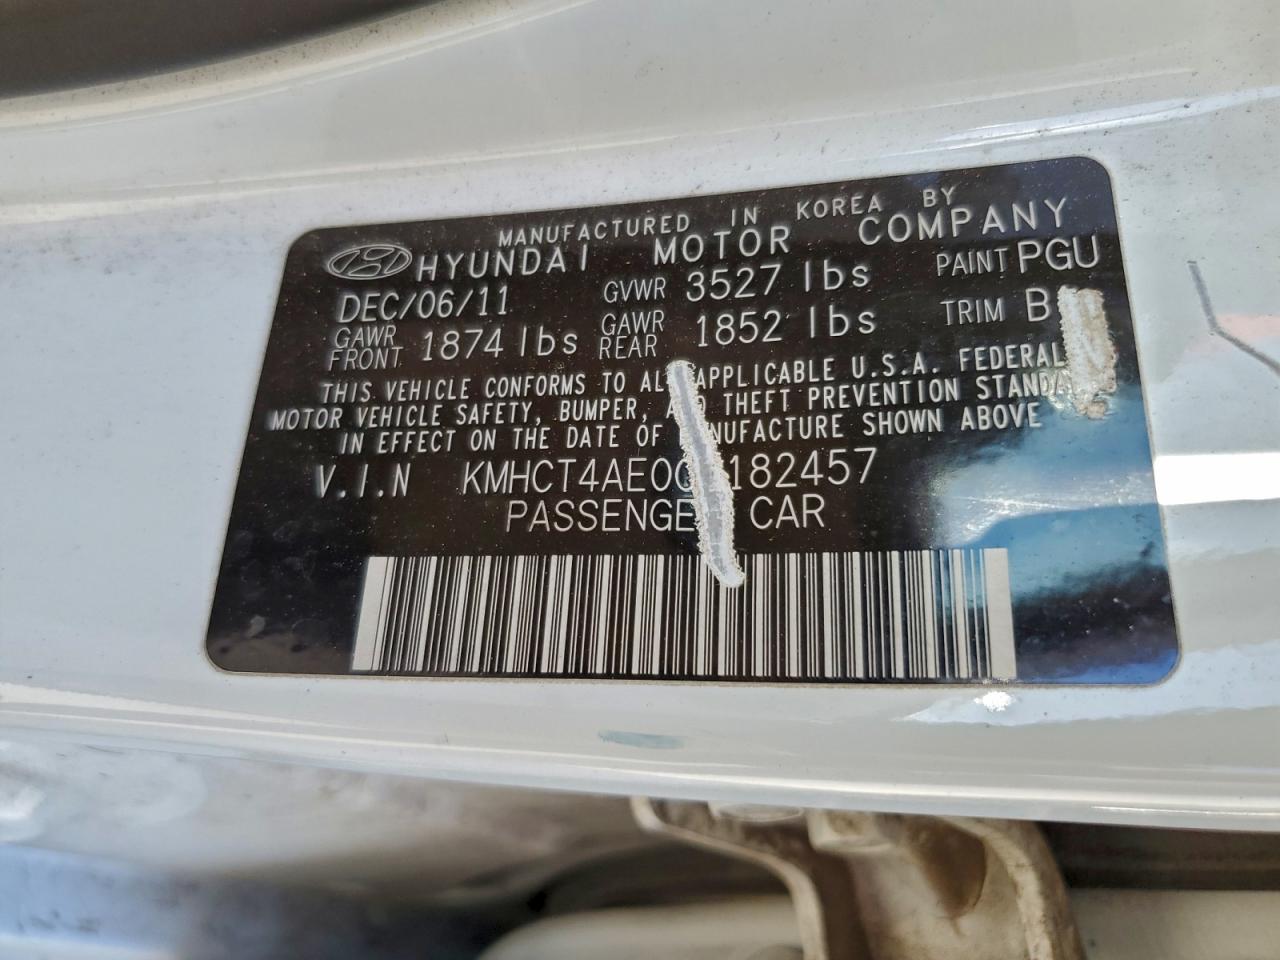 MANUFACTURED IN KOREA BY
HYUNDAI MOTOR COMPANY
DEC/06/11 GVWR 3527 lbs PAINT PGU
GAWR FRONT 1874 lbs GAWR REAR 1852 lbs TRIM B
THIS VEHICLE CONFORMS TO APPLICABLE U.S.A. FEDERAL
MOTOR VEHICLE SAFETY, BUMPER, THEFT PREVENTION
IN EFFECT ON THE DATE OF SHOWN ABOVE
V.I.N KMHCT4AE0 182457
CAR